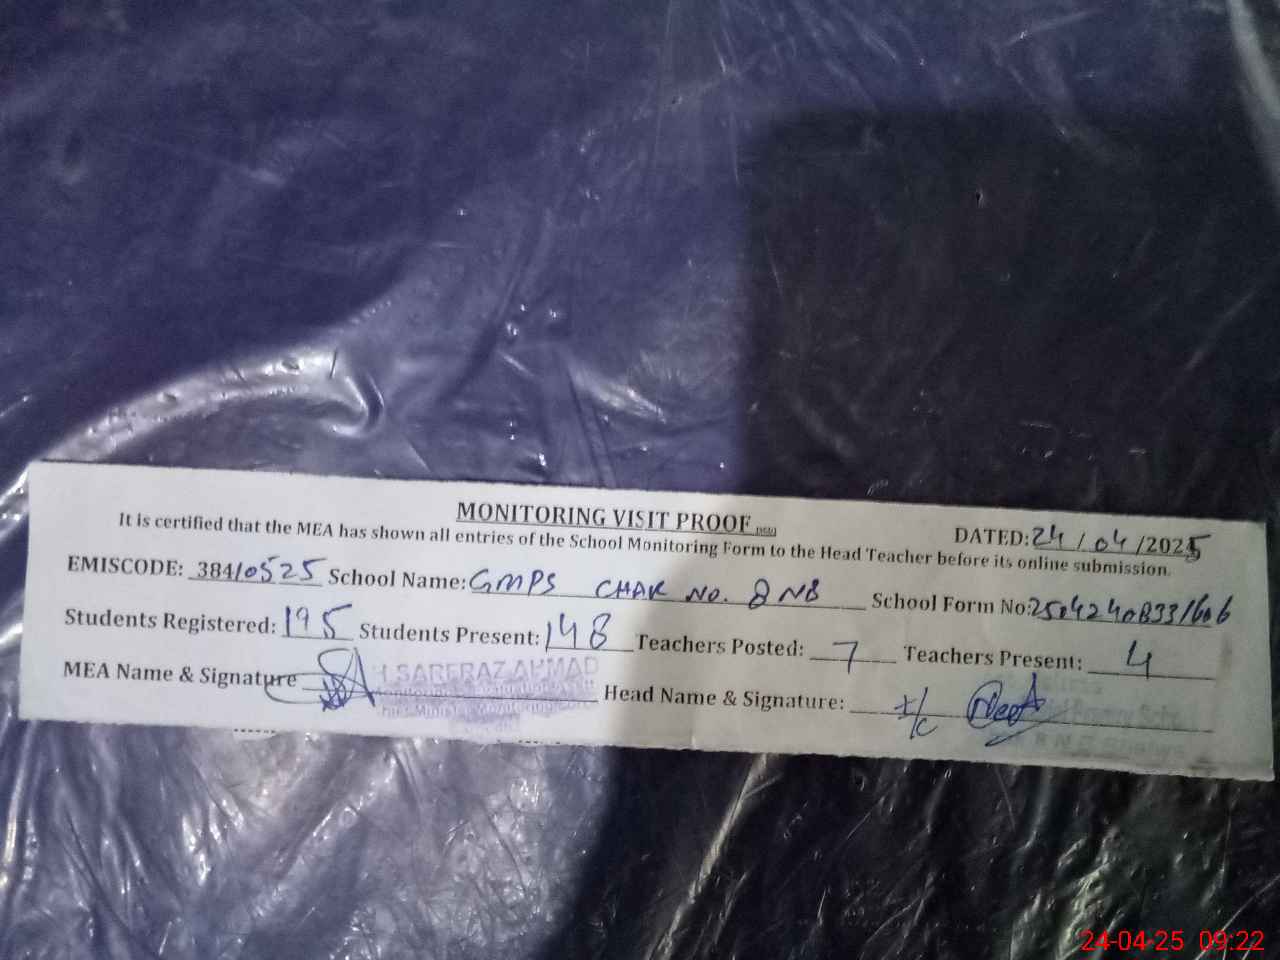 MONITORING VISIT PROOF
DATED: 24/04/2025
It is certified that the MEA has shown all entries of the School Monitoring Form to the Head Teacher before its online submission.
EMISCODE: 38410525 School Name: GMPS CHAK NO. 8 NB School Form No: 2504240833/606
Students Registered: 195 Students Present: 148 Teachers Posted: 7 Teachers Present: 4
MEA Name & Signature SARFRAZ AHMAD Head Name & Signature: I/C
24-04-25 09:22